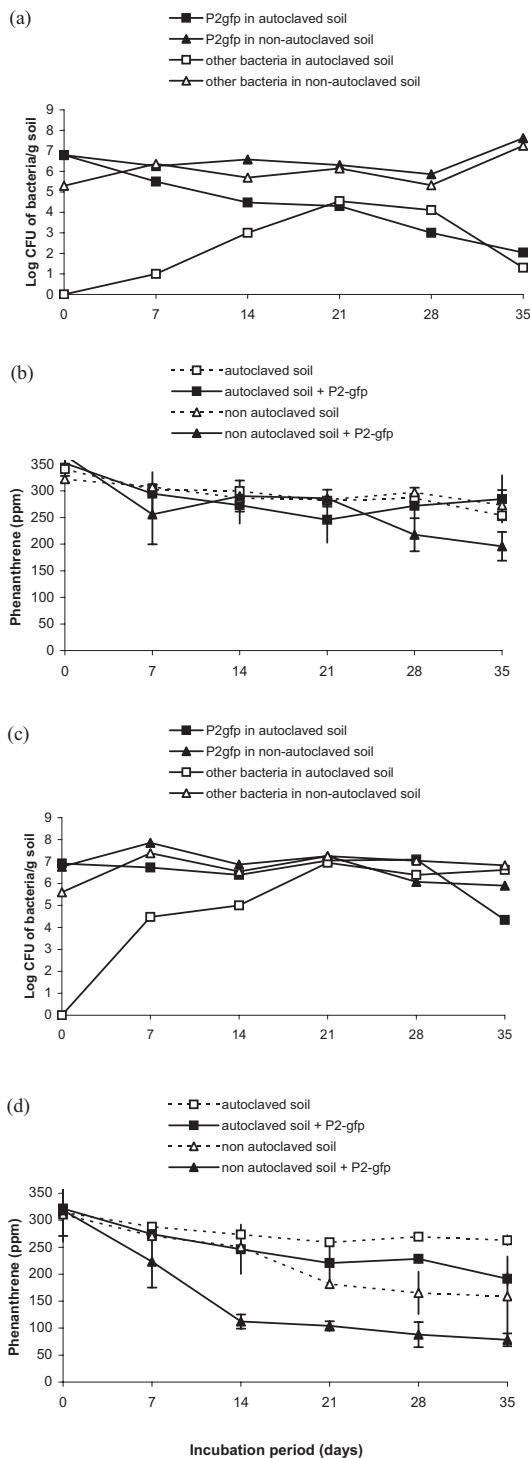 (a)
P2gfp in autoclaved soil
P2gfp in non-autoclaved soil
other bacteria in autoclaved soil
other bacteria in non-autoclaved soil
Log CFU of bacteria/g soil
9
8
7
6
5
4
3
2
1
0
0 7 14 21 28 35
(b)
autoclaved soil
autoclaved soil + P2-gfp
non autoclaved soil
non autoclaved soil + P2-gfp
Phenanthrene (ppm)
350
300
250
200
150
100
50
0
0 7 14 21 28 35
(c)
P2gfp in autoclaved soil
P2gfp in non-autoclaved soil
other bacteria in autoclaved soil
other bacteria in non-autoclaved soil
Log CFU of bacteria/g soil
9
8
7
6
5
4
3
2
1
0
0 7 14 21 28 35
(d)
autoclaved soil
autoclaved soil + P2-gfp
non autoclaved soil
non autoclaved soil + P2-gfp
Phenanthrene (ppm)
350
300
250
200
150
100
50
0
0 7 14 21 28 35
Incubation period (days)